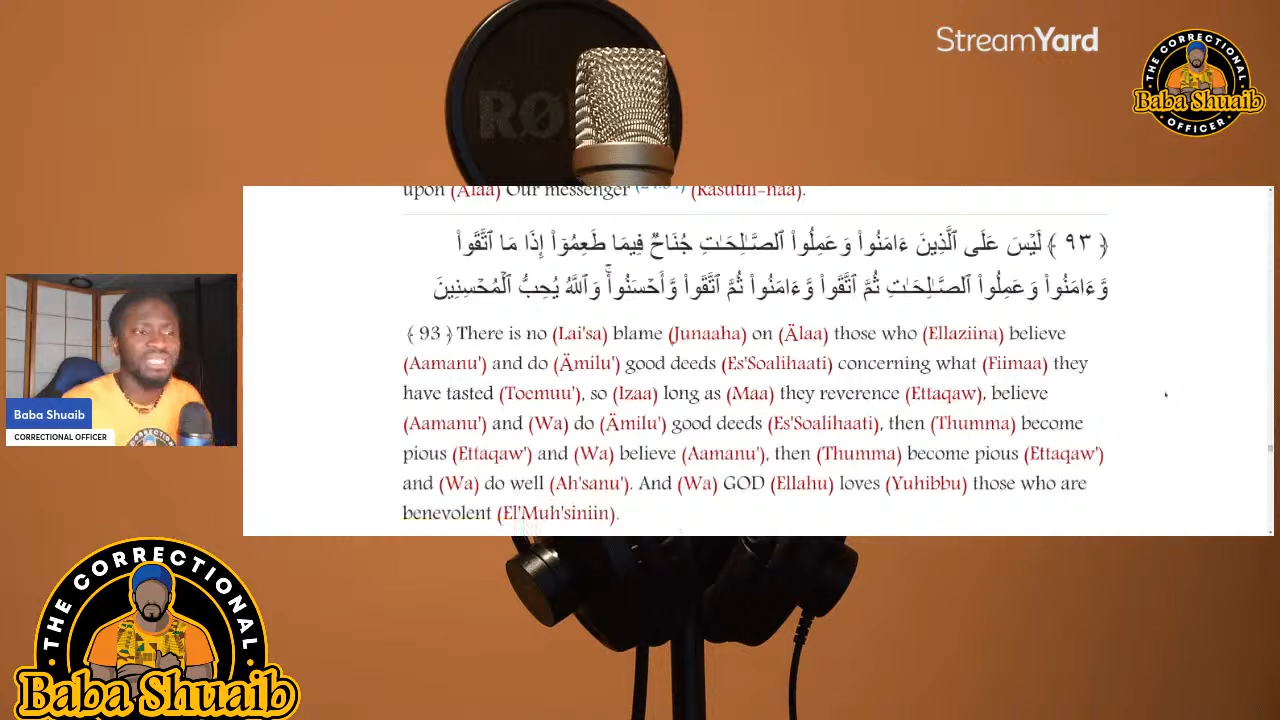 StreamYard
THE CORRECTIONAL
Baba Shuaib
OFFICER
RØ
upon (Älaa) Our messenger (Rasulii-naa).
﴿ ٩٣ ﴾ لَيْسَ عَلَى ٱلَّذِينَ ءَامَنُوا۟ وَعَمِلُوا۟ ٱلصَّـٰلِحَـٰتِ جُنَاحٌ فِيمَا طَعِمُوٓا۟ إِذَا مَا ٱتَّقَوا۟
وَّءَامَنُوا۟ وَعَمِلُوا۟ ٱلصَّـٰلِحَـٰتِ ثُمَّ ٱتَّقَوا۟ وَّءَامَنُوا۟ ثُمَّ ٱتَّقَوا۟ وَّأَحْسَنُوا۟ ۗ وَٱللَّهُ يُحِبُّ ٱلْمُحْسِنِينَ
﴾ 93 ﴿ There is no (Lai'sa) blame (Junaaha) on (Älaa) those who (Ellaziina) believe
(Aamanu') and do (Ämilu') good deeds (Es'Soalihaati) concerning what (Fiimaa) they
have tasted (Toemuu'), so (Izaa) long as (Maa) they reverence (Ettaqaw), believe
(Aamanu') and (Wa) do (Ämilu') good deeds (Es'Soalihaati), then (Thumma) become
pious (Ettaqaw') and (Wa) believe (Aamanu'), then (Thumma) become pious (Ettaqaw')
and (Wa) do well (Ah'sanu'). And (Wa) GOD (Ellahu) loves (Yuhibbu) those who are
benevolent (El'Muh'siniin).
Baba Shuaib
CORRECTIONAL OFFICER
THE CORRECTIONAL
Baba Shuaib